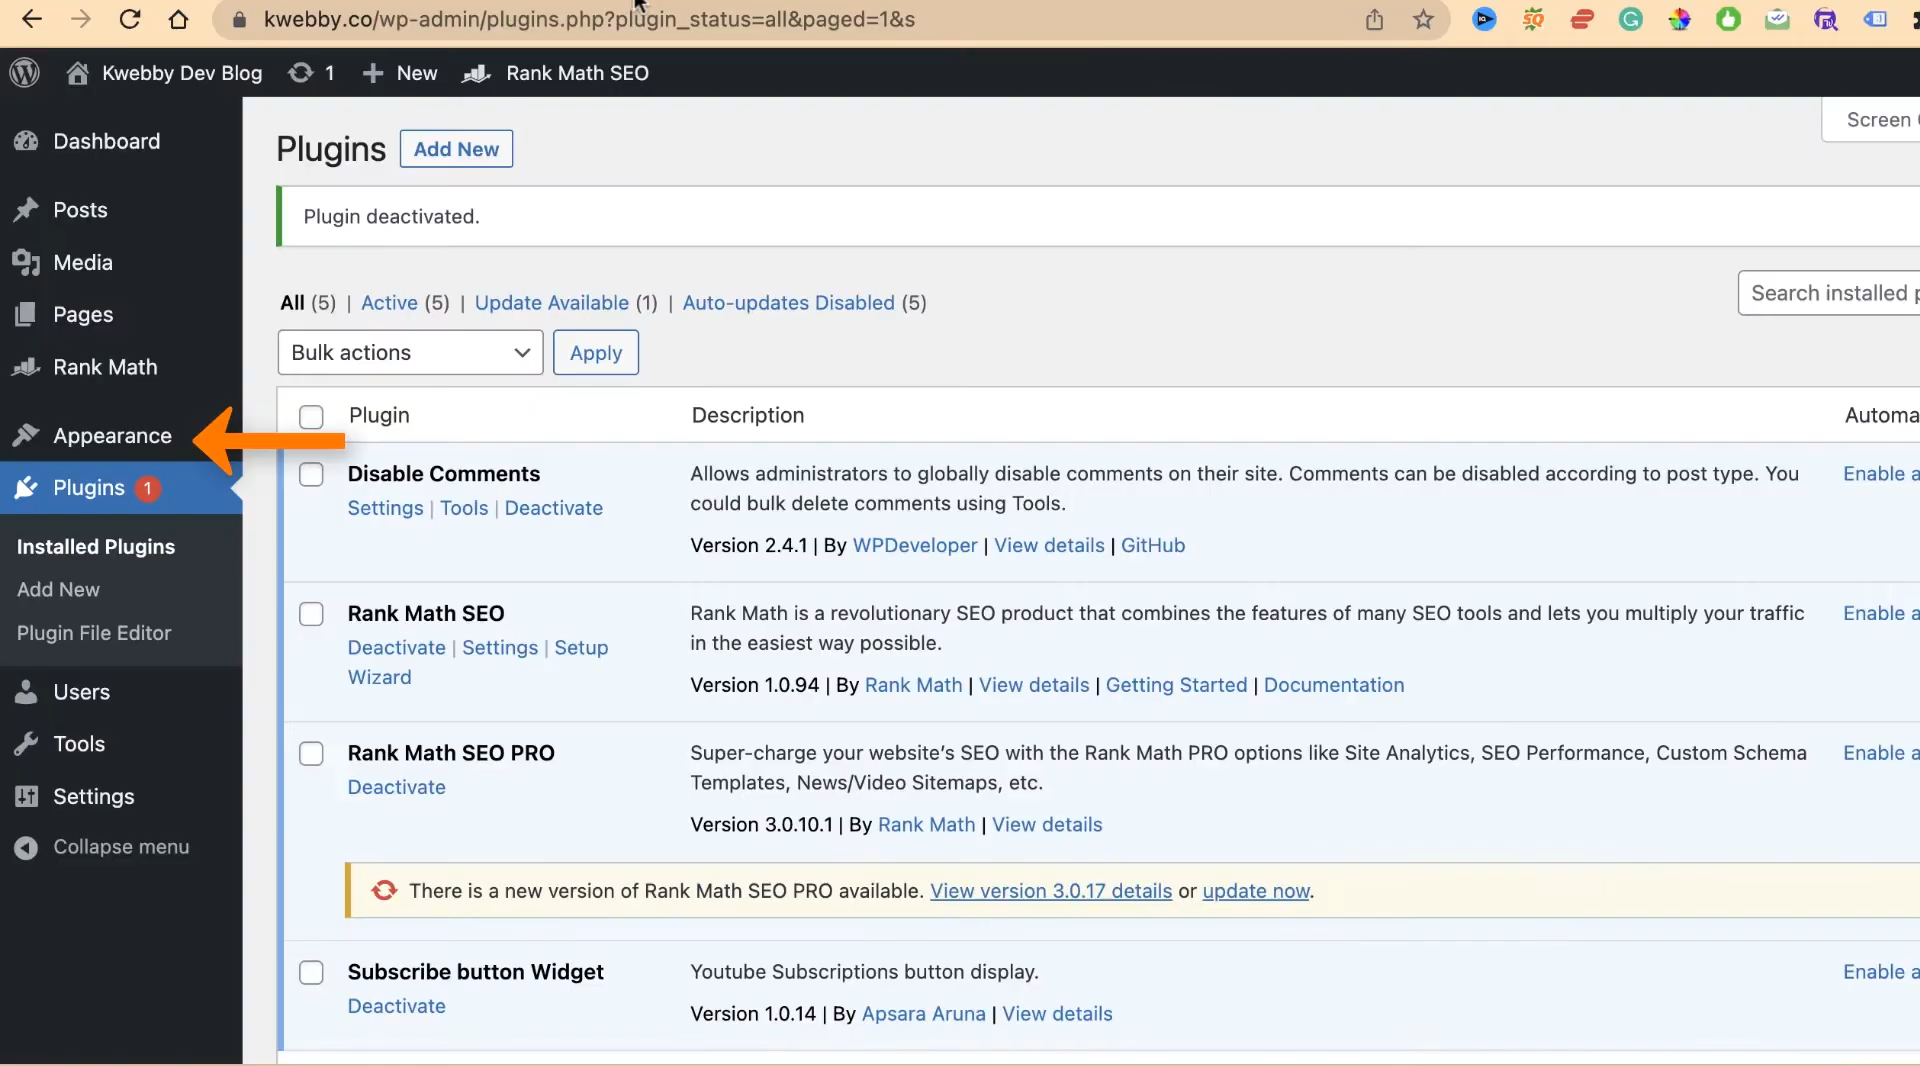 kwebby.co/wp-admin/plugins.php?plugin_status=all&paged=1&s
Kwebby Dev Blog 1 New Rank Math SEO
Screen
Dashboard
Posts
Media
Pages
Rank Math
Appearance
Plugins 1
Installed Plugins
Add New
Plugin File Editor
Users
Tools
Settings
Collapse menu
Plugins Add New
Plugin deactivated.
All (5) | Active (5) | Update Available (1) | Auto-updates Disabled (5)
Search installed
Bulk actions Apply
Plugin Description Automa
Disable Comments
Settings | Tools | Deactivate
Allows administrators to globally disable comments on their site. Comments can be disabled according to post type. You
could bulk delete comments using Tools.
Version 2.4.1 | By WPDeveloper | View details | GitHub
Enable a
Rank Math SEO
Deactivate | Settings | Setup
Wizard
Rank Math is a revolutionary SEO product that combines the features of many SEO tools and lets you multiply your traffic
in the easiest way possible.
Version 1.0.94 | By Rank Math | View details | Getting Started | Documentation
Enable a
Rank Math SEO PRO
Deactivate
Super-charge your website's SEO with the Rank Math PRO options like Site Analytics, SEO Performance, Custom Schema
Templates, News/Video Sitemaps, etc.
Version 3.0.10.1 | By Rank Math | View details
Enable a
There is a new version of Rank Math SEO PRO available. View version 3.0.17 details or update now.
Subscribe button Widget
Deactivate
Youtube Subscriptions button display.
Version 1.0.14 | By Apsara Aruna | View details
Enable a